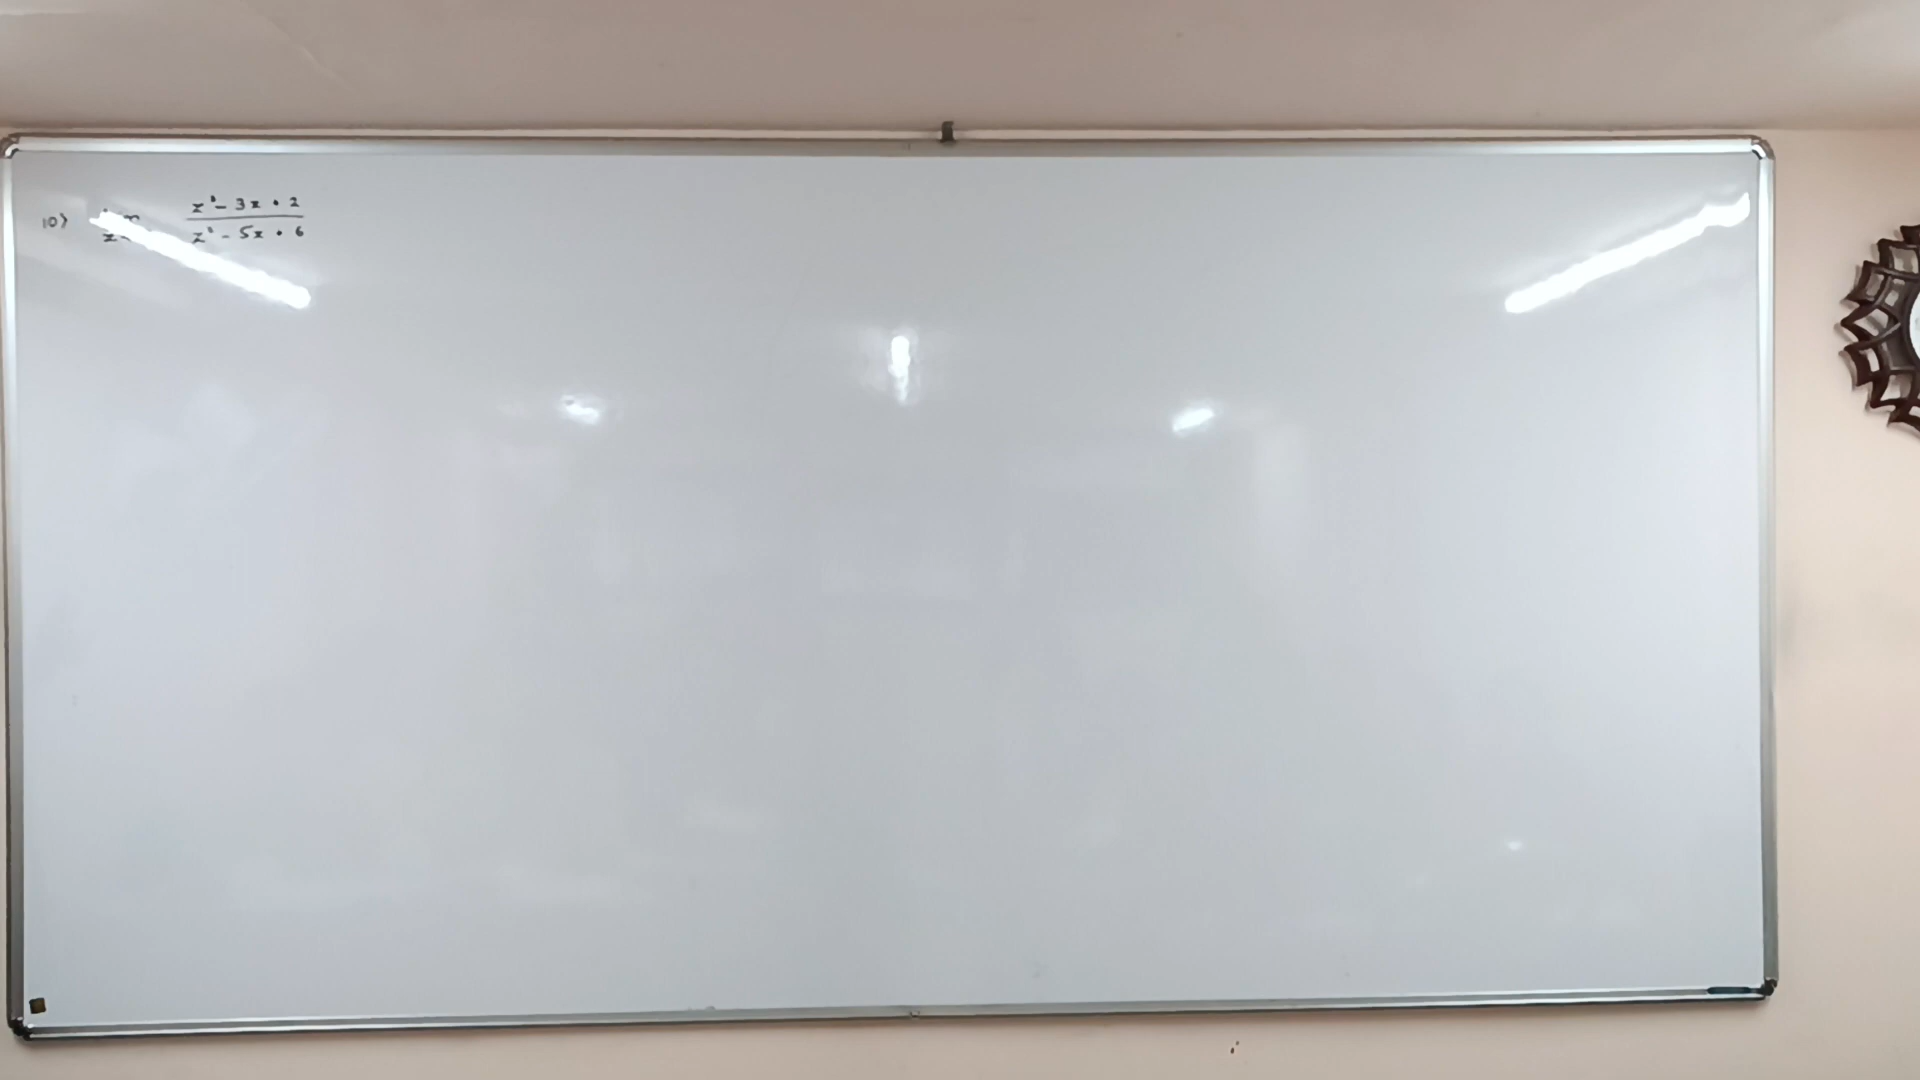 10) lim x² - 3x + 2
x² - 5x + 6